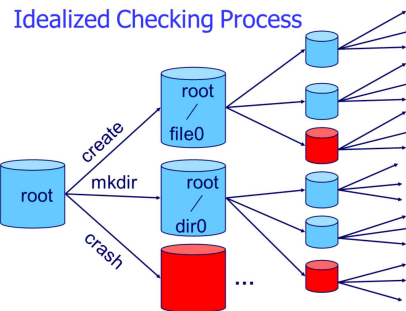 Idealized Checking Process
root
create
mkdir
crash
root
/
file0
root
/
dir0
...